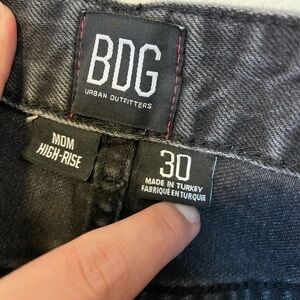 BDG
URBAN OUTFITTERS
MOM
HIGH-RISE
30
MADE IN TURKEY
FABRIQUÉ EN TURQUIE